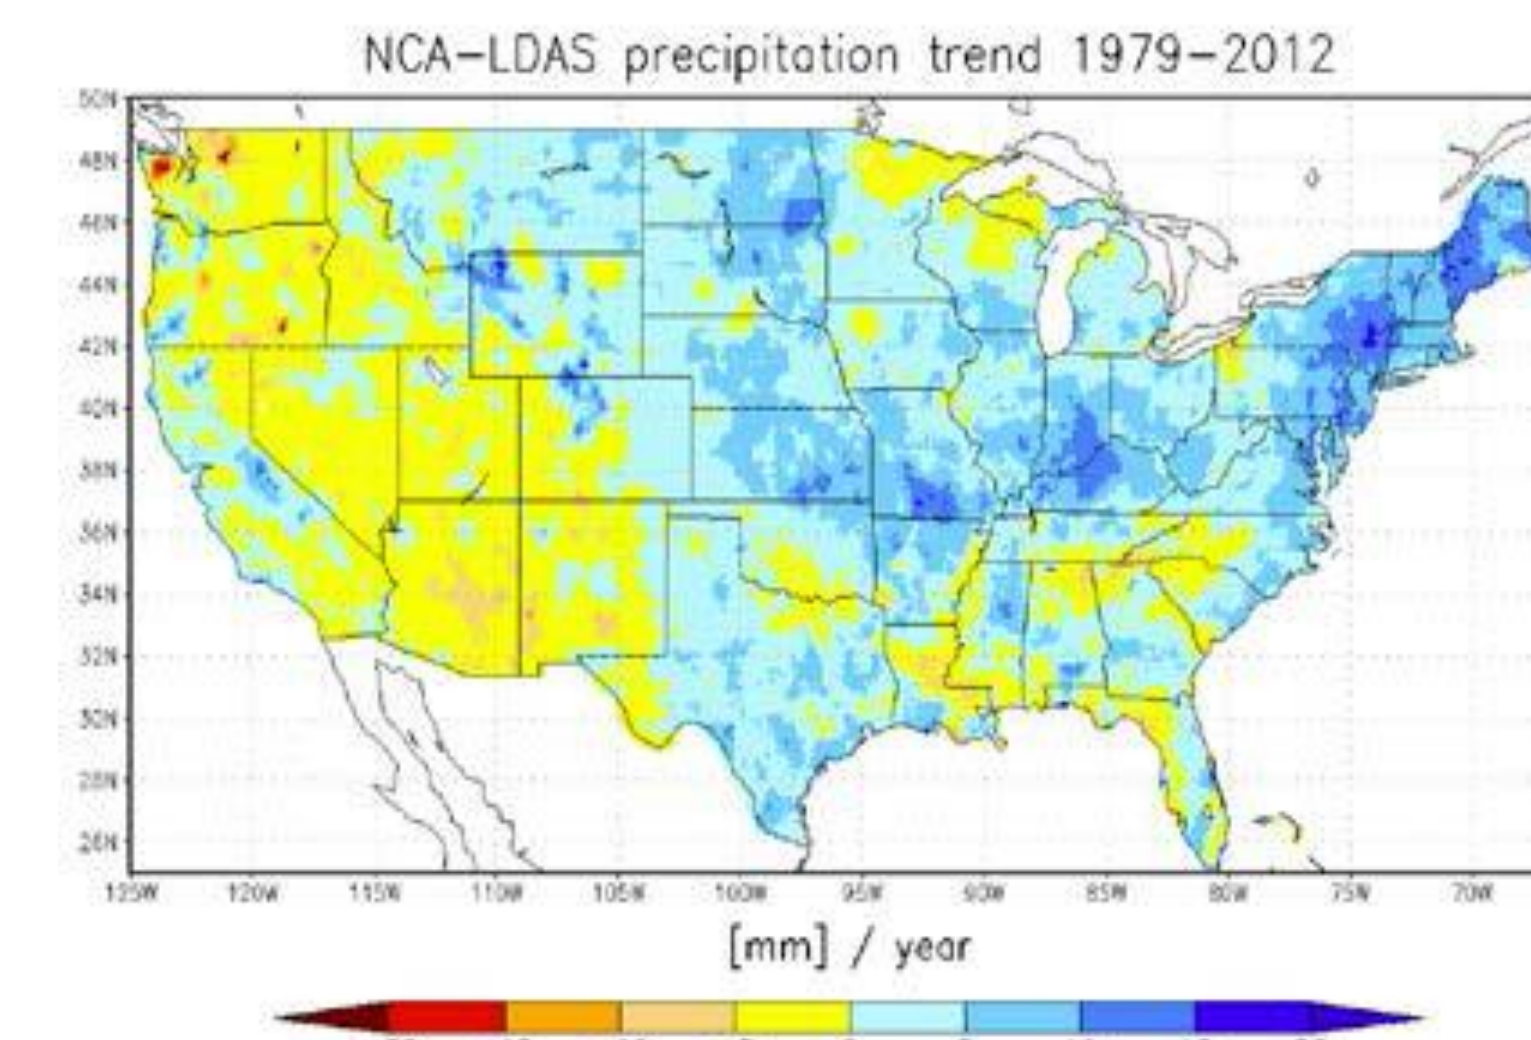 NCA-LDAS precipitation trend 1979-2012
50N
48N
46N
44N
42N
40N
38N
36N
34N
32N
30N
28N
26N
125W 120W 115W 110W 105W 100W 95W 90W 85W 80W 75W 70W
[mm] / year